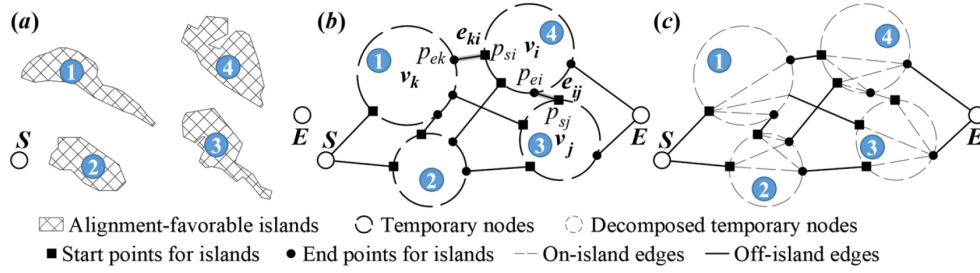 (a)
1
4
S
E
2
3
(b)
1
v_k
p_ek
e_ki
p_si
v_i
4
p_ei
e_ij
p_sj
3
v_j
2
S
E
(c)
1
4
S
E
2
3
Alignment-favorable islands
Temporary nodes
Decomposed temporary nodes
Start points for islands
End points for islands
On-island edges
Off-island edges